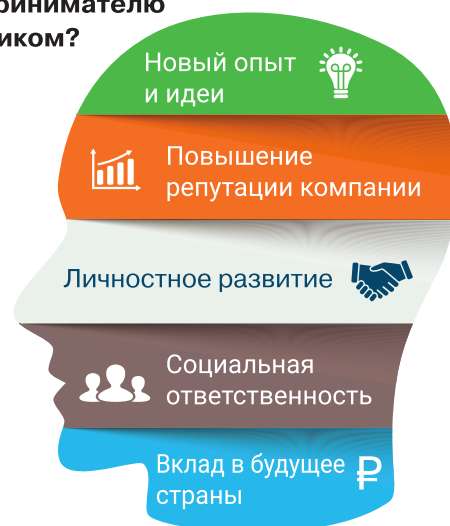 ринимателю
иком?
Новый опыт
и идеи
Повышение
репутации компании
Личностное развитие
Социальная
ответственность
Вклад в будущее ₽
страны